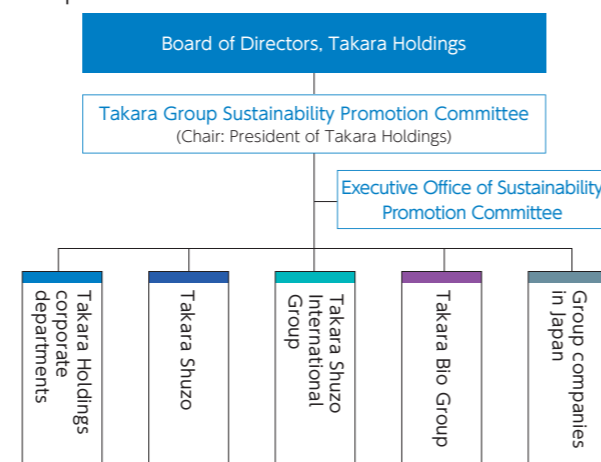 Board of Directors, Takara Holdings
Takara Group Sustainability Promotion Committee
(Chair: President of Takara Holdings)
Executive Office of Sustainability
Promotion Committee
Takara Holdings
corporate
departments
Takara Shuzo
Takara Shuzo
International
Group
Takara Bio Group
Group companies
in Japan